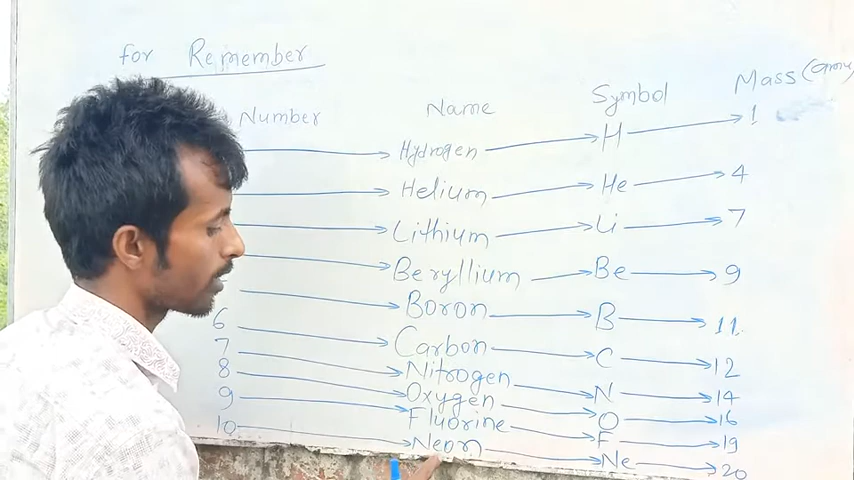 for Remember
Number Name Symbol Mass
Hydrogen H 1
Helium He 4
Lithium Li 7
Beryllium Be 9
Boron B 11
6 Carbon C 12
7 Nitrogen N 14
8 Oxygen O 16
9 Fluorine F 19
10 Neon Ne 20